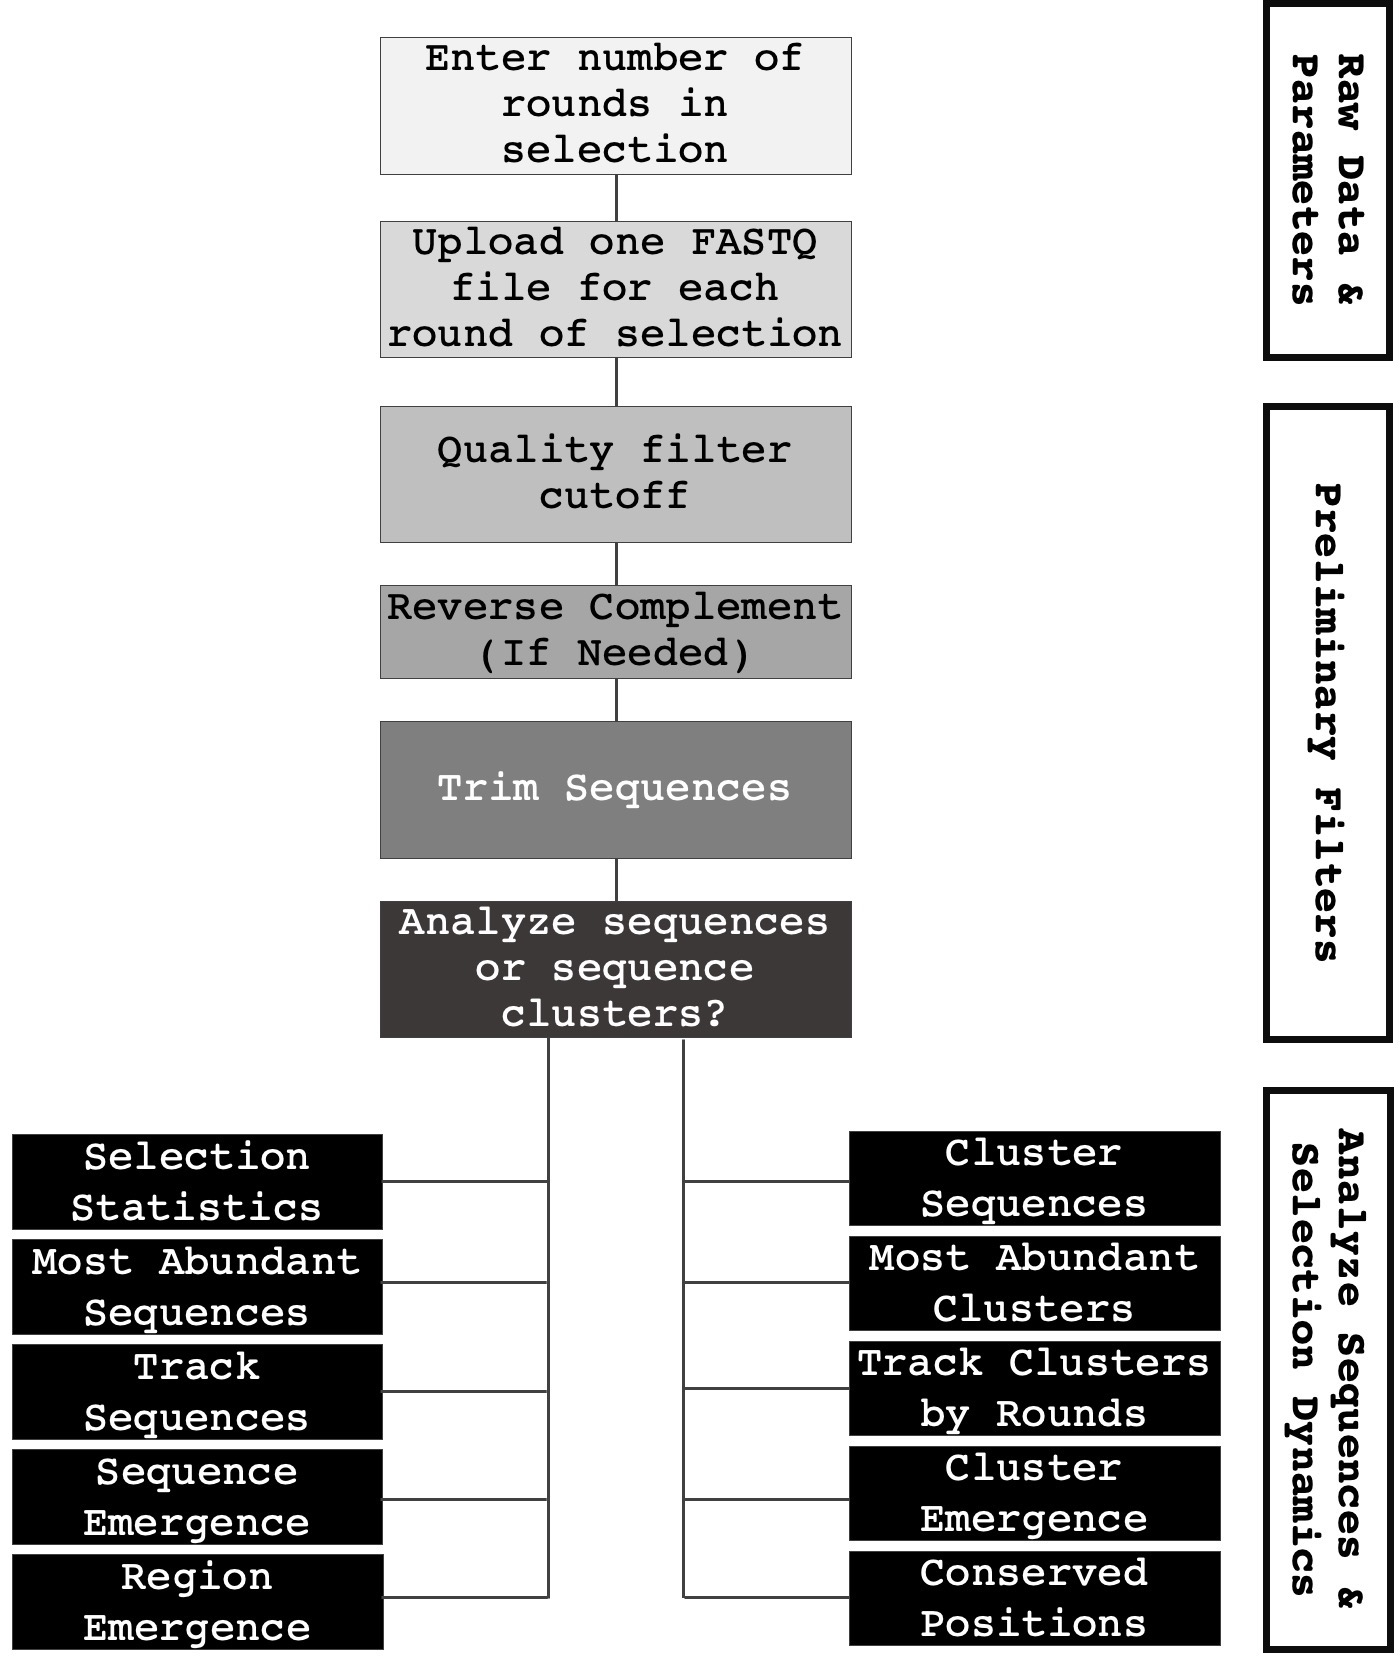 Enter number of
rounds in
selection
Upload one FASTQ
file for each
round of selection
Quality filter
cutoff
Reverse Complement
(If Needed)
Trim Sequences
Analyze sequences
or sequence
clusters?
Selection
Statistics
Most Abundant
Sequences
Track
Sequences
Sequence
Emergence
Region
Emergence
Cluster
Sequences
Most Abundant
Clusters
Track Clusters
by Rounds
Cluster
Emergence
Conserved
Positions
Raw Data &
Parameters
Preliminary Filters
Analyze Sequences &
Selection Dynamics